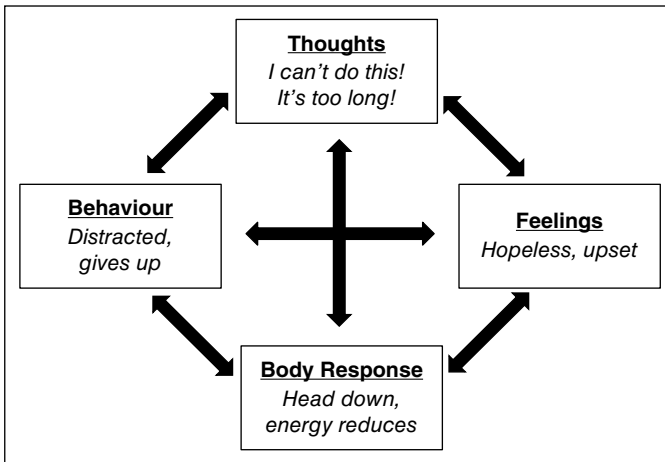 Thoughts
I can't do this!
It's too long!
Behaviour
Distracted,
gives up
Feelings
Hopeless, upset
Body Response
Head down,
energy reduces